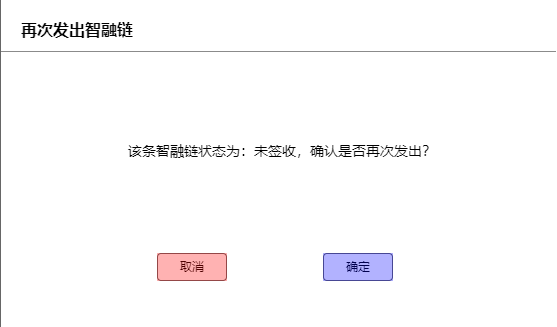 再次发出智融链
该条智融链状态为：未签收，确认是否再次发出？
取消
确定